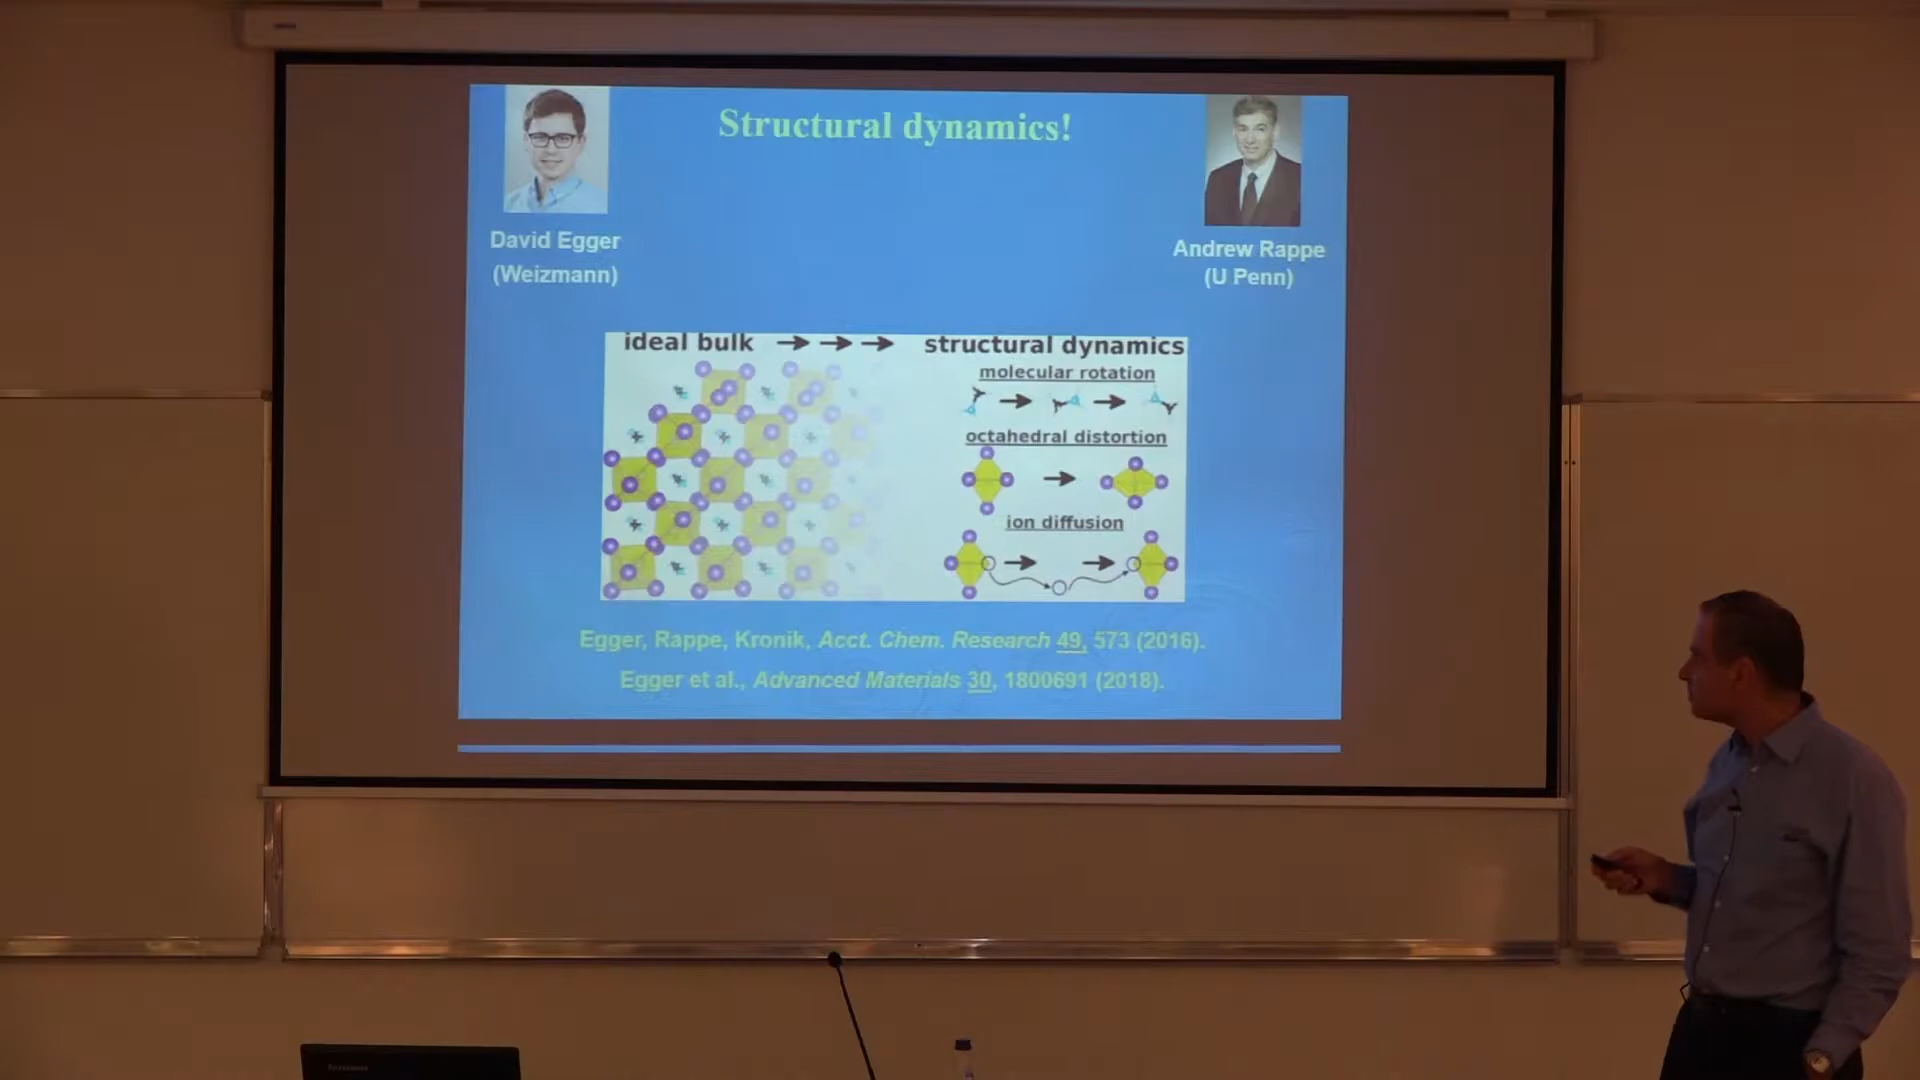 Structural dynamics!
David Egger
(Weizmann)
Andrew Rappe
(U Penn)
ideal bulk
structural dynamics
molecular rotation
octahedral distortion
ion diffusion
Egger, Rappe, Kronik, Acct. Chem. Research 49, 573 (2016).
Egger et al., Advanced Materials 30, 1800691 (2018).